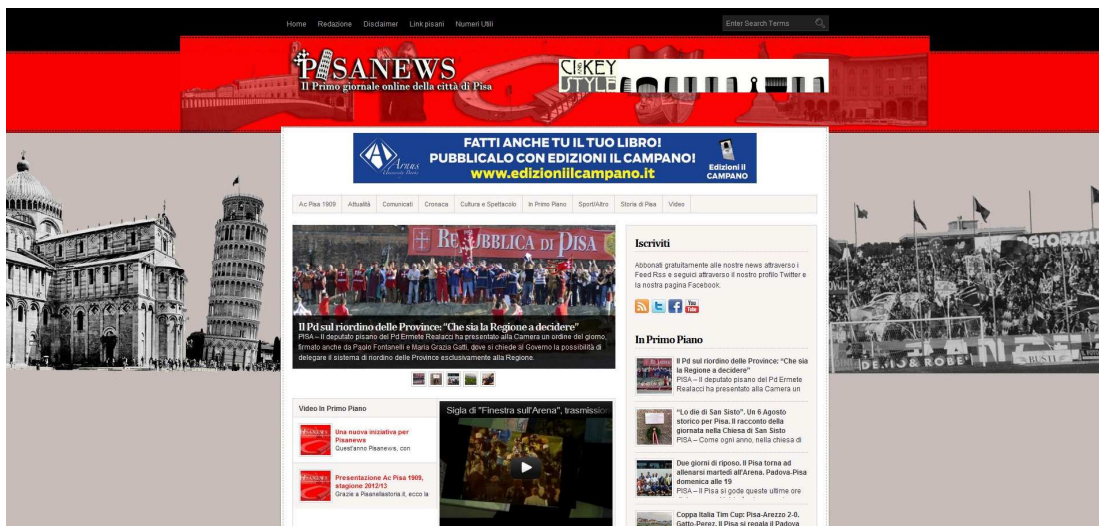 Home Redazione Disclaimer Link pisani Numeri Utili
Enter Search Terms
PISANEWS
Il Primo giornale online della città di Pisa
CI&KEY
STYLE
Arnus
University Books
FATTI ANCHE TU IL TUO LIBRO!
PUBBLICALO CON EDIZIONI IL CAMPANO!
www.edizioniilcampano.it
Edizioni il
CAMPANO
Ac Pisa 1909 Attualità Comunicati Cronaca Cultura e Spettacolo In Primo Piano Sport/Altro Storia di Pisa Video
REPUBBLICA DI PISA
Il Pd sul riordino delle Province: “Che sia la Regione a decidere”
PISA – Il deputato pisano del Pd Ermete Realacci ha presentato alla Camera un ordine del giorno,
firmato anche da Paolo Fontanelli e Maria Grazia Gatti, dove si chiede al Governo la possibilità di
delegare il sistema di riordino delle Province esclusivamente alla Regione.
Video In Primo Piano
Una nuova iniziativa per
Pisanews
Quest'anno Pisanews, con
Presentazione Ac Pisa 1909,
stagione 2012/13
Grazie a Pisanellastoria.it, ecco la
Sigla di "Finestra sull'Arena", trasmission
Iscriviti
Abbonati gratuitamente alle nostre news attraverso i
Feed Rss e seguici attraverso il nostro profilo Twitter e
la nostra pagina Facebook.
You
Tube
In Primo Piano
Il Pd sul riordino delle Province: “Che sia
la Regione a decidere”
PISA – Il deputato pisano del Pd Ermete
Realacci ha presentato alla Camera un
“Lo die di San Sisto”. Un 6 Agosto
storico per Pisa. Il racconto della
giornata nella Chiesa di San Sisto
PISA – Come ogni anno, nella chiesa di
Due giorni di riposo. Il Pisa torna ad
allenarsi martedì all'Arena. Padova-Pisa
domenica alle 19
PISA – Il Pisa si gode queste ultime ore
Coppa Italia Tim Cup: Pisa-Arezzo 2-0.
Gatto-Perez. Il Pisa si regala il Padova
& ROBE'
BUSTI